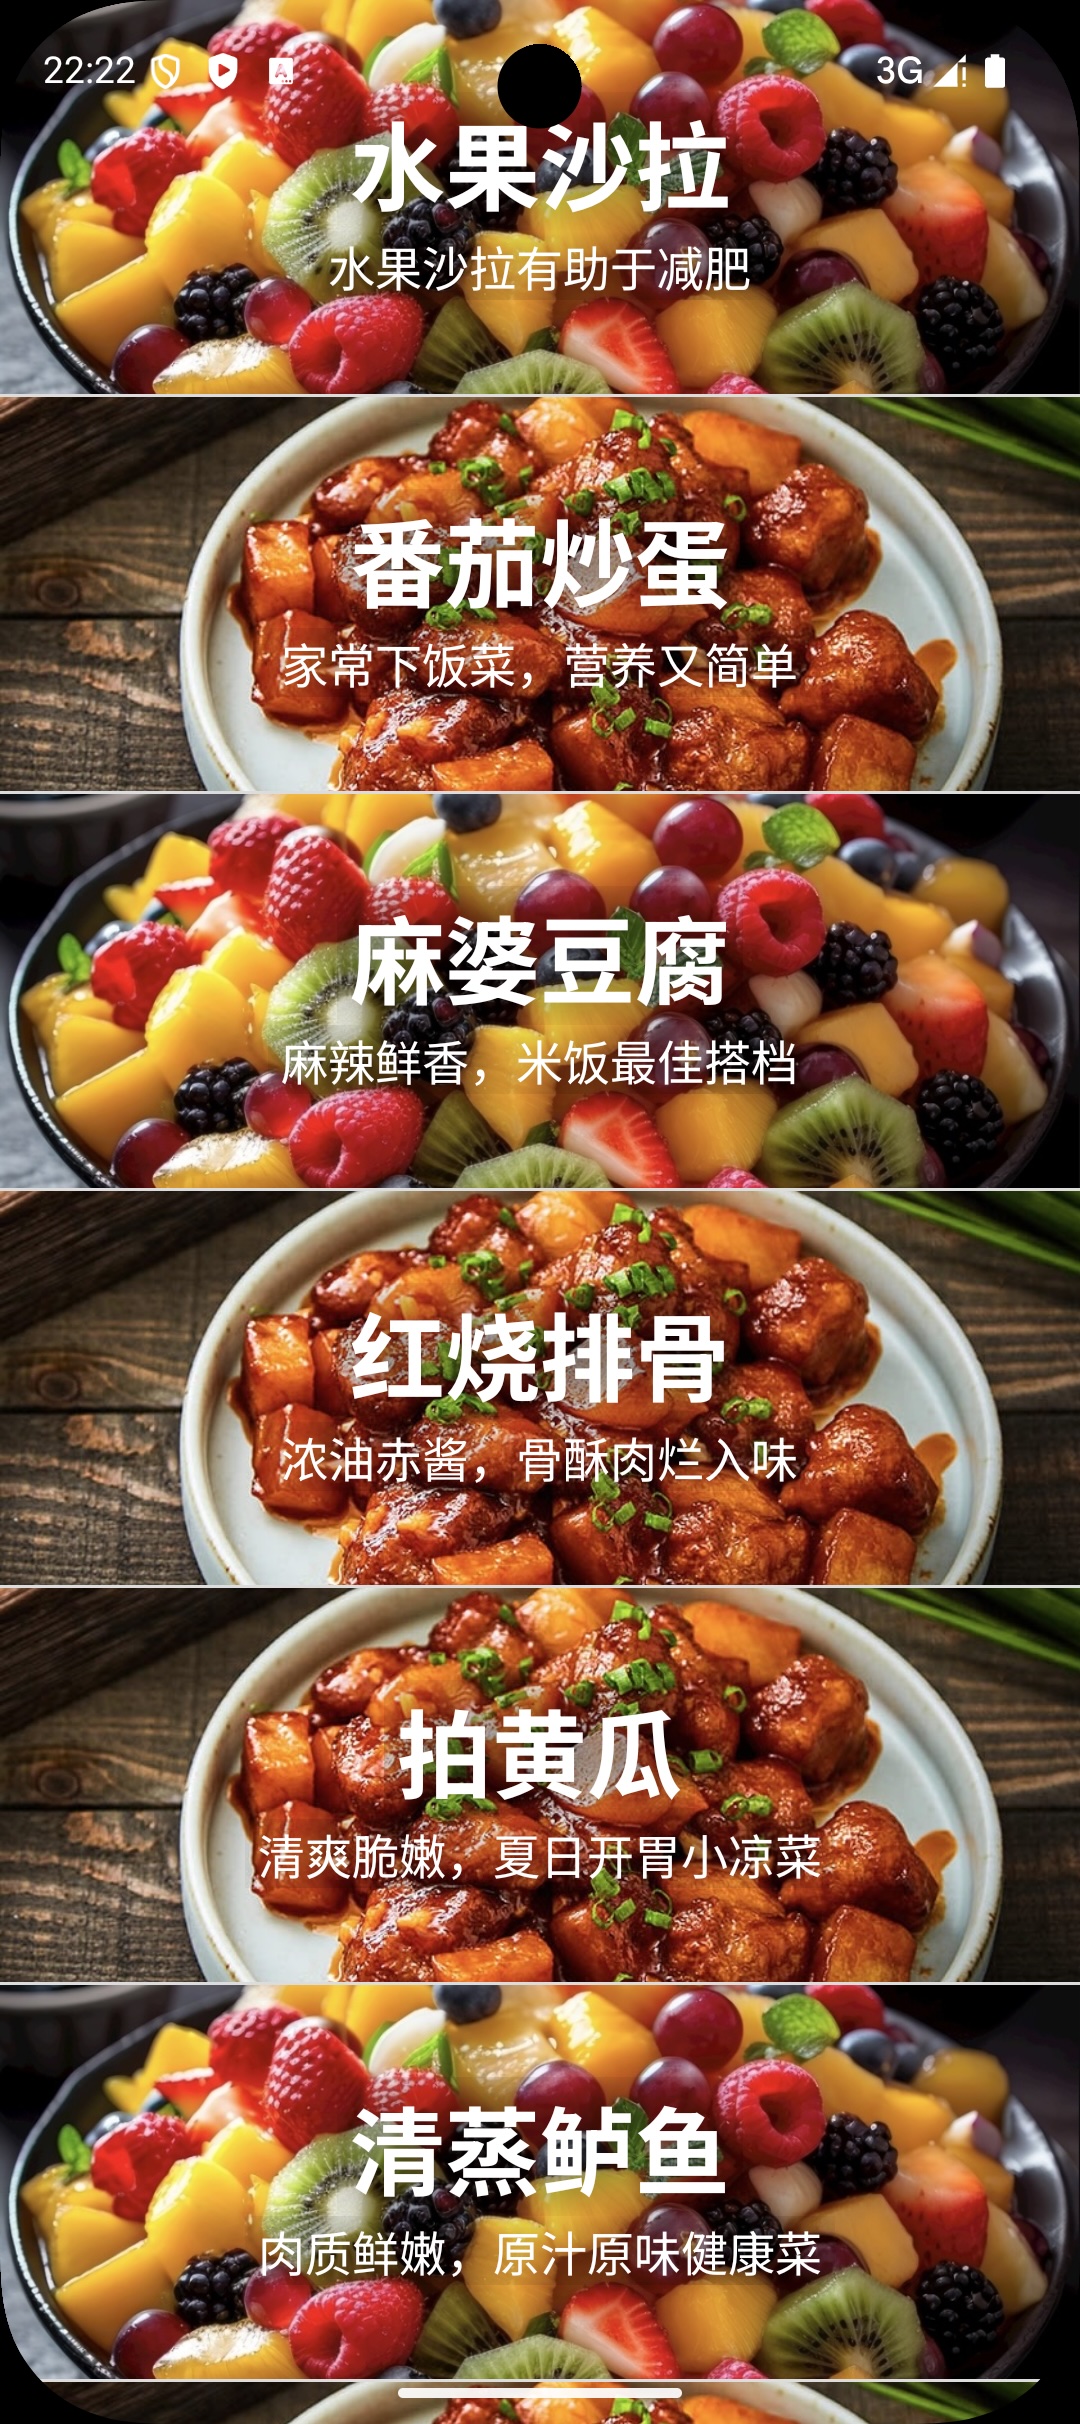 22:22
3G
水果沙拉
水果沙拉有助于减肥
番茄炒蛋
家常下饭菜，营养又简单
麻婆豆腐
麻辣鲜香，米饭最佳搭档
红烧排骨
浓油赤酱，骨酥肉烂入味
拍黄瓜
清爽脆嫩，夏日开胃小凉菜
清蒸鲈鱼
肉质鲜嫩，原汁原味健康菜